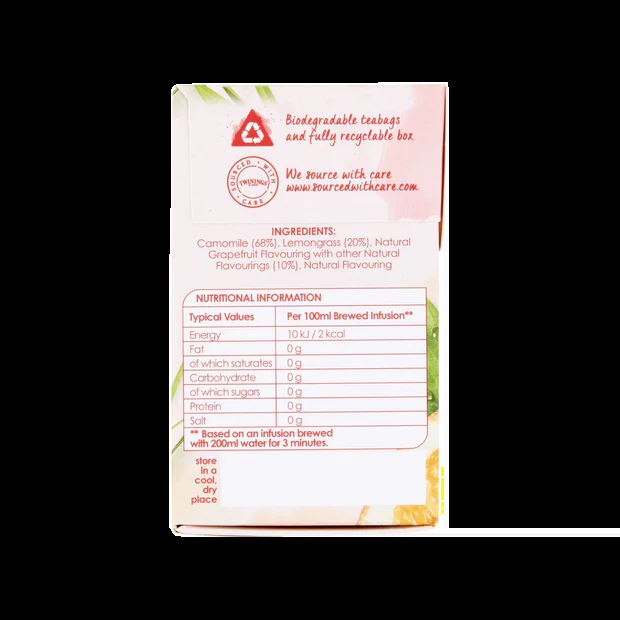 Biodegradable teabags
and fully recyclable box
SOURCED • WITH • CARE •
TWININGS
We source with care
www.sourcedwithcare.com
INGREDIENTS:
Camomile (68%), Lemongrass (20%), Natural
Grapefruit Flavouring with other Natural
Flavourings (10%), Natural Flavouring
NUTRITIONAL INFORMATION
Typical Values Per 100ml Brewed Infusion**
Energy 10 kJ / 2 kcal
Fat 0 g
of which saturates 0 g
Carbohydrate 0 g
of which sugars 0 g
Protein 0 g
Salt 0 g
** Based on an infusion brewed
with 200ml water for 3 minutes.
store
in a
cool,
dry
place